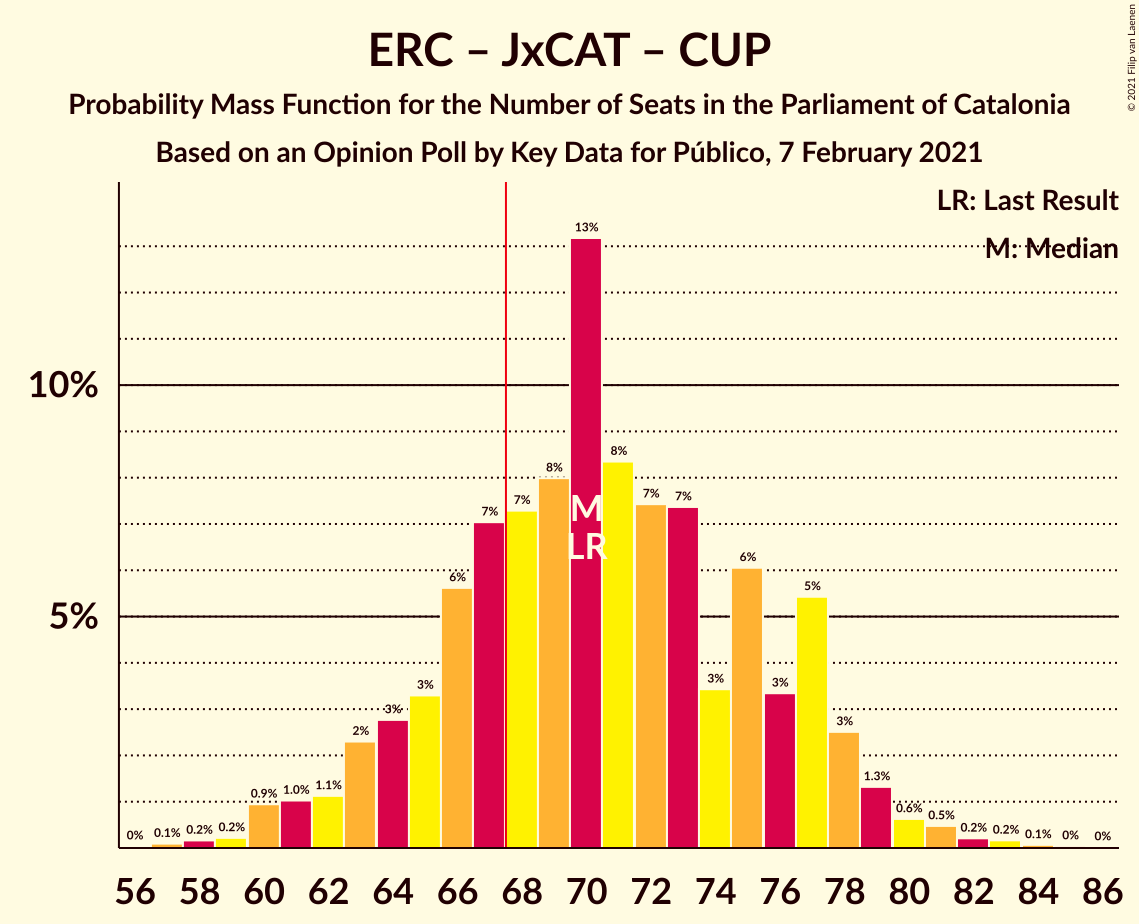 ERC – JxCAT – CUP
Probability Mass Function for the Number of Seats in the Parliament of Catalonia
Based on an Opinion Poll by Key Data for Público, 7 February 2021
© 2021 Filip van Laenen
LR: Last Result
M: Median
10%
5%
0% 0.1% 0.2% 0.2% 0.9% 1.0% 1.1% 2% 3% 3% 6% 7% 7% 8% 13% 8% 7% 7% 3% 6% 3% 5% 3% 1.3% 0.6% 0.5% 0.2% 0.2% 0.1% 0% 0%
M
LR
56 58 60 62 64 66 68 70 72 74 76 78 80 82 84 86